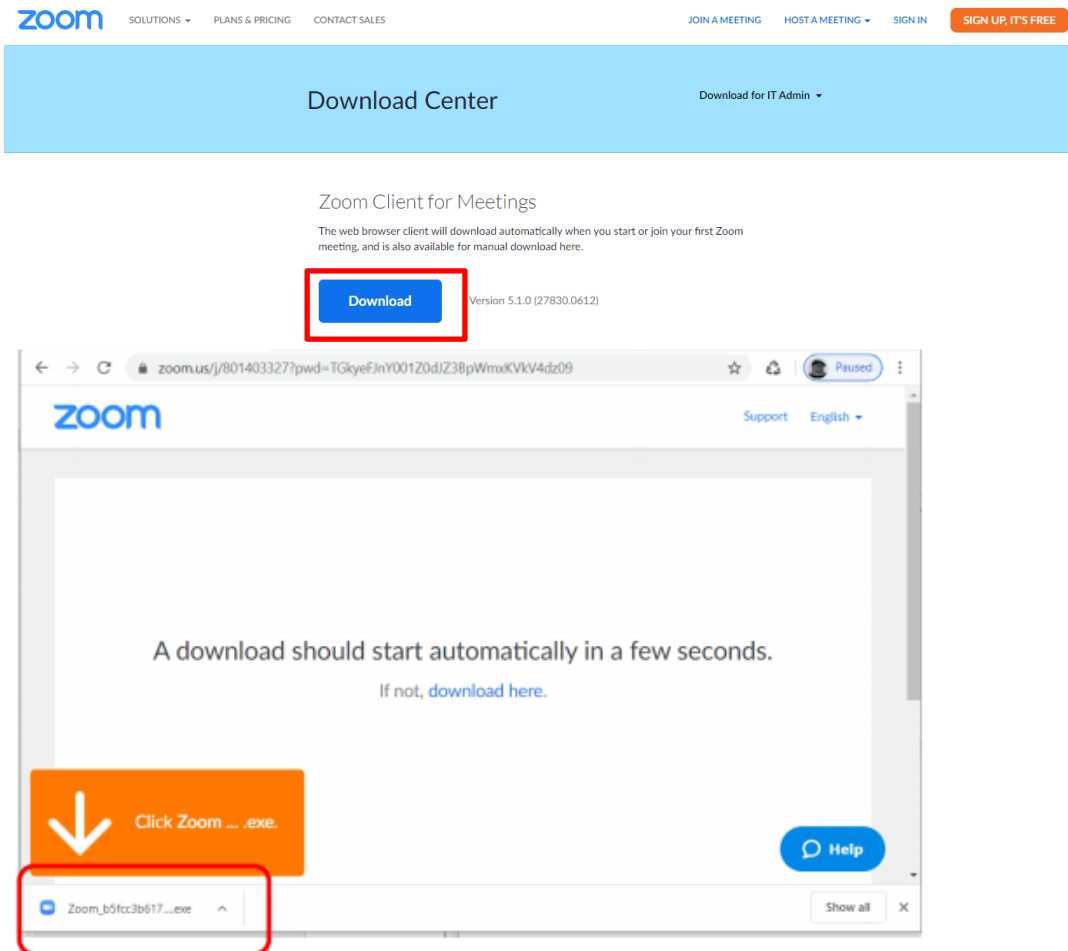 zoom SOLUTIONS PLANS & PRICING CONTACT SALES JOIN A MEETING HOST A MEETING SIGN IN SIGN UP, IT'S FREE
Download Center Download for IT Admin
Zoom Client for Meetings
The web browser client will download automatically when you start or join your first Zoom
meeting, and is also available for manual download here.
Download Version 5.1.0 (27830.0612)
zoom.us/j/801403327?pwd=TGkyeFJnY001Z0dJZ3BpWmxKVkV4dz09 Paused
zoom Support English
A download should start automatically in a few seconds.
If not, download here.
Click Zoom ... .exe.
Help
Zoom_b5fcc3b617....exe Show all